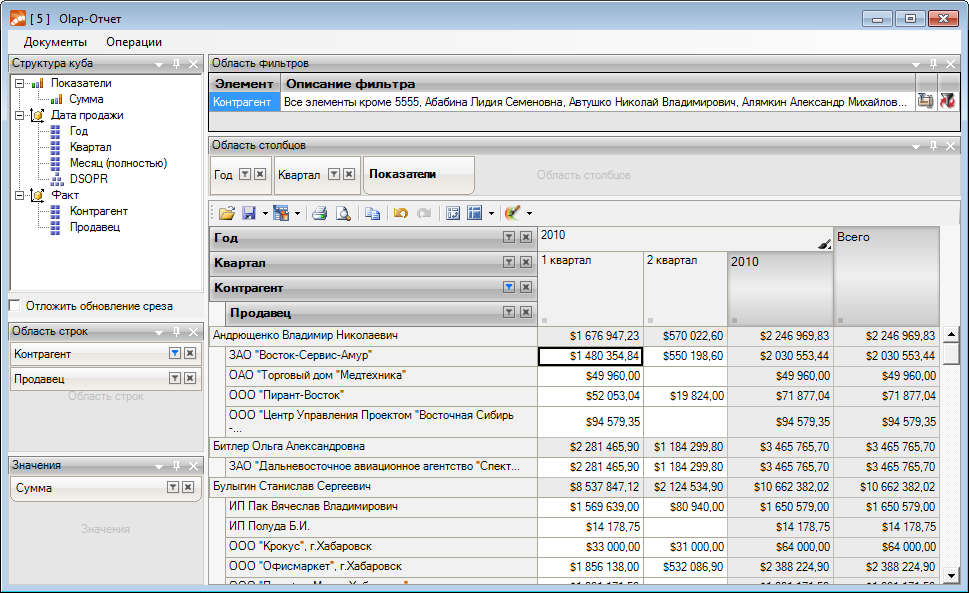 [ 5 ] Olap-Отчет
Документы Операции
Структура куба
Показатели
Сумма
Дата продажи
Год
Квартал
Месяц (полностью)
DSOPR
Факт
Контрагент
Продавец
Отложить обновление среза
Область строк
Контрагент
Продавец
Область строк
Значения
Сумма
Значения
Область фильтров
Элемент Описание фильтра
Контрагент Все элементы кроме 5555, Абабина Лидия Семеновна, Автушко Николай Владимирович, Алямкин Александр Михайлов...
Область столбцов
Год Квартал Показатели Область столбцов
Год 2010 Всего
Квартал 1 квартал 2 квартал 2010
Контрагент
Продавец
Андрющенко Владимир Николаевич $1 676 947,23 $570 022,60 $2 246 969,83 $2 246 969,83
ЗАО "Восток-Сервис-Амур" $1 480 354,84 $550 198,60 $2 030 553,44 $2 030 553,44
ОАО "Торговый дом "Медтехника" $49 960,00 $49 960,00 $49 960,00
ООО "Пирант-Восток" $52 053,04 $19 824,00 $71 877,04 $71 877,04
ООО "Центр Управления Проектом "Восточная Сибирь
-... $94 579,35 $94 579,35 $94 579,35
Битлер Ольга Александровна $2 281 465,90 $1 184 299,80 $3 465 765,70 $3 465 765,70
ЗАО "Дальневосточное авиационное агентство "Спект... $2 281 465,90 $1 184 299,80 $3 465 765,70 $3 465 765,70
Булыгин Станислав Сергеевич $8 537 847,12 $2 124 534,90 $10 662 382,02 $10 662 382,02
ИП Пак Вячеслав Владимирович $1 569 639,00 $80 940,00 $1 650 579,00 $1 650 579,00
ИП Полуда Б.И. $14 178,75 $14 178,75 $14 178,75
ООО "Крокус", г.Хабаровск $33 000,00 $31 000,00 $64 000,00 $64 000,00
ООО "Офисмаркет", г.Хабаровск $1 856 138,00 $532 086,90 $2 388 224,90 $2 388 224,90